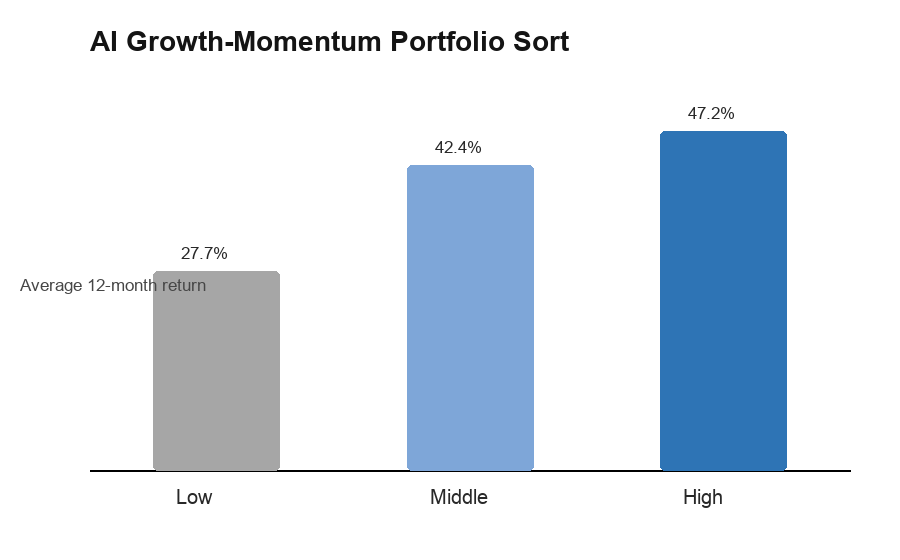 AI Growth-Momentum Portfolio Sort
47.2%
42.4%
27.7%
Average 12-month return
Low
Middle
High